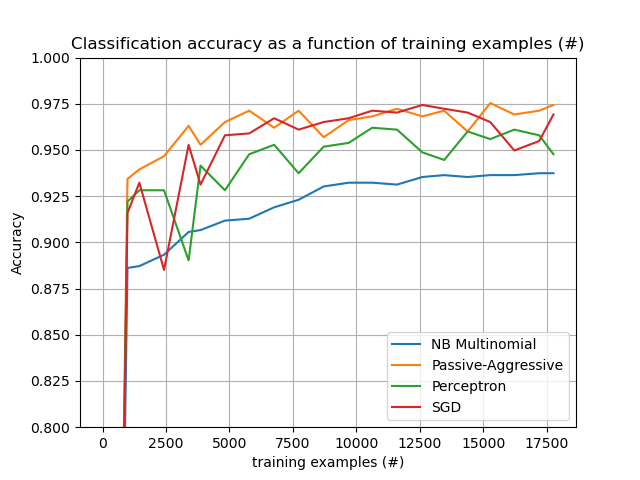 Classification accuracy as a function of training examples (#)
1.000
0.975
0.950
0.925
0.900
0.875
0.850
0.825
0.800
Accuracy
NB Multinomial
Passive-Aggressive
Perceptron
SGD
0 2500 5000 7500 10000 12500 15000 17500
training examples (#)